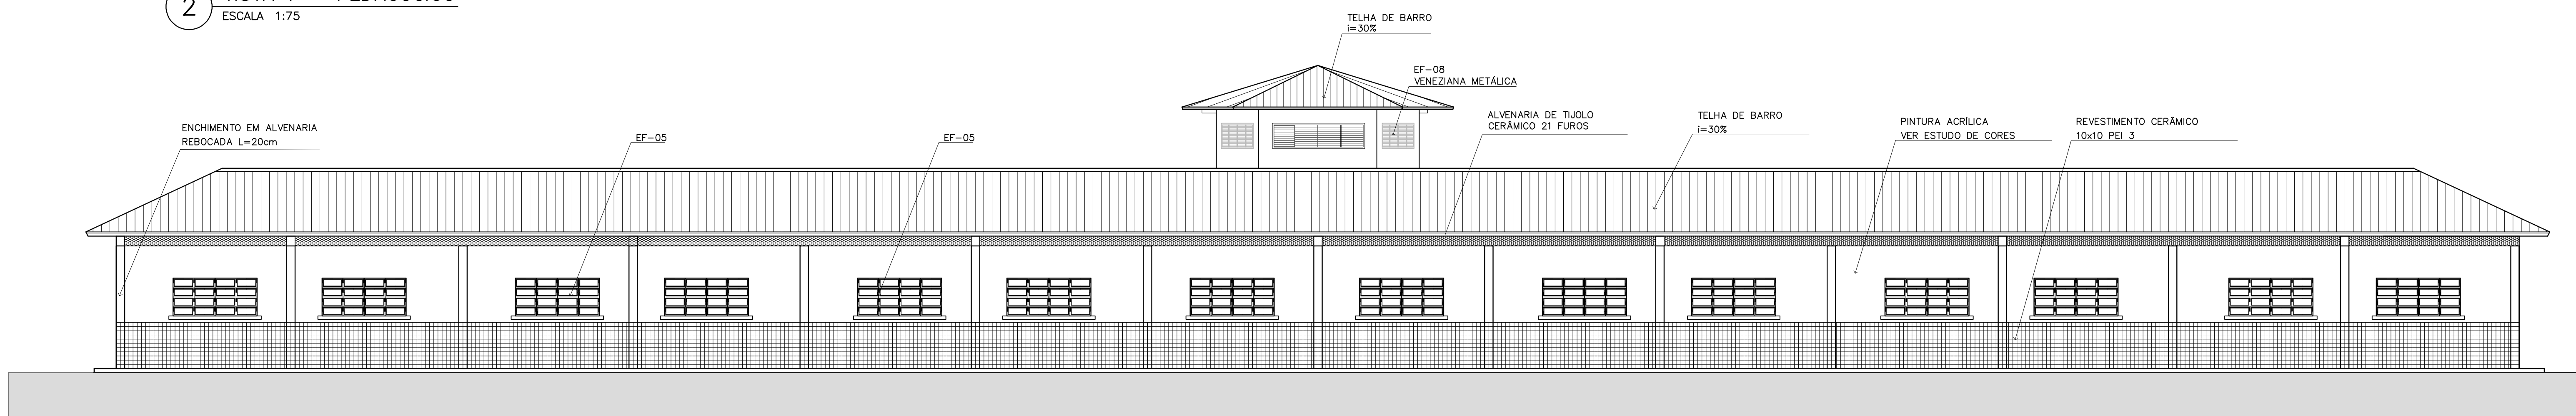 2
ESCALA 1:75
TELHA DE BARRO
i=30%
EF-08
VENEZIANA METÁLICA
ENCHIMENTO EM ALVENARIA
REBOCADA L=20cm
EF-05
EF-05
ALVENARIA DE TIJOLO
CERÂMICO 21 FUROS
TELHA DE BARRO
i=30%
PINTURA ACRÍLICA
VER ESTUDO DE CORES
REVESTIMENTO CERÂMICO
10x10 PEI 3